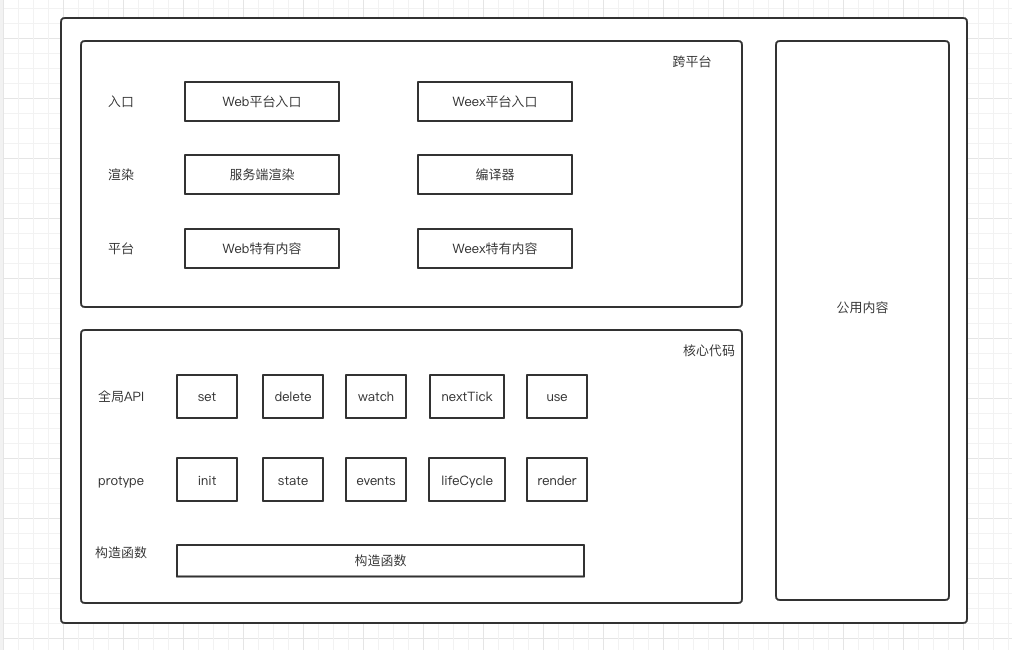 跨平台
入口
Web平台入口
Weex平台入口
渲染
服务端渲染
编译器
平台
Web特有内容
Weex特有内容
公用内容
核心代码
全局API
set
delete
watch
nextTick
use
protype
init
state
events
lifeCycle
render
构造函数
构造函数